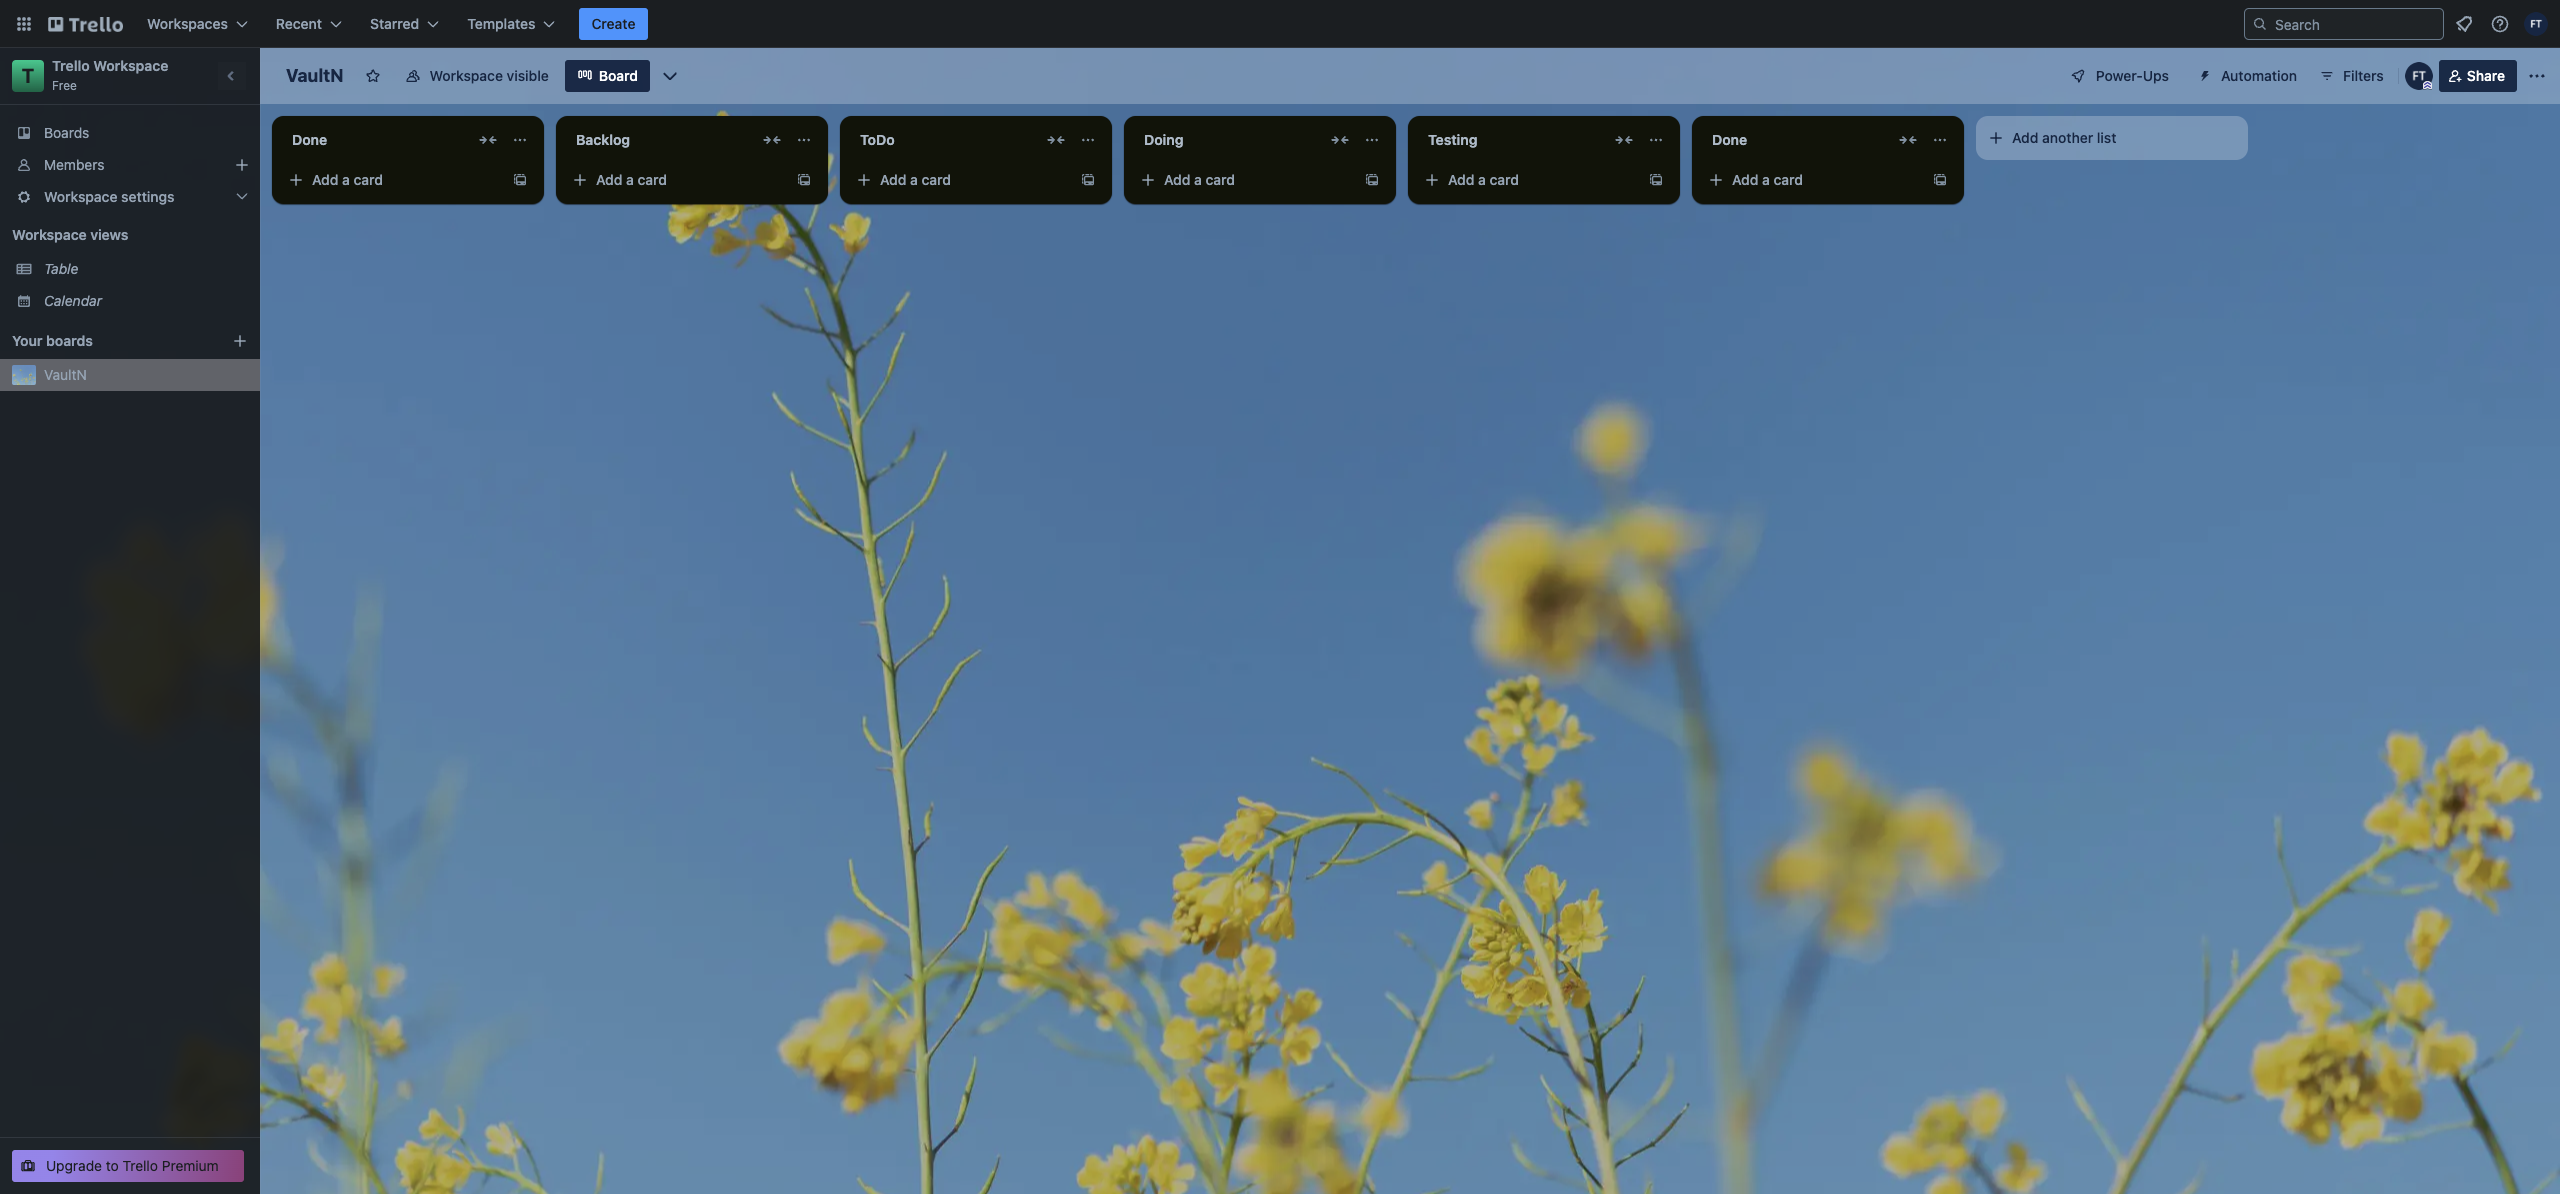 Trello
Workspaces
Recent
Starred
Templates
Create
Search
FT
T
Trello Workspace
Free
VaultN
Workspace visible
Board
Power-Ups
Automation
Filters
FT
Share
Boards
Members
Workspace settings
Workspace views
Table
Calendar
Your boards
VaultN
Done
Add a card
Backlog
Add a card
ToDo
Add a card
Doing
Add a card
Testing
Add a card
Done
Add a card
Add another list
Upgrade to Trello Premium